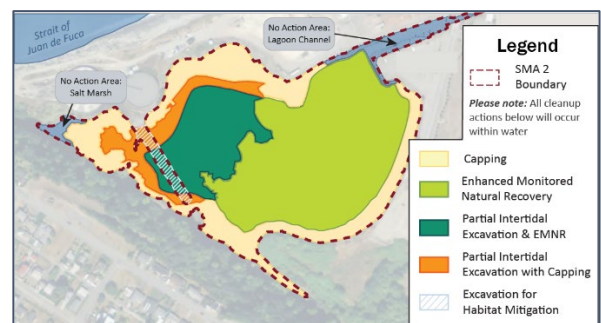 Strait of
Juan de Fuca
No Action Area:
Lagoon Channel
No Action Area:
Salt Marsh
Legend
SMA 2
Boundary
Please note: All cleanup
actions below will occur
within water
Capping
Enhanced Monitored
Natural Recovery
Partial Intertidal
Excavation & EMNR
Partial Intertidal
Excavation with Capping
Excavation for
Habitat Mitigation